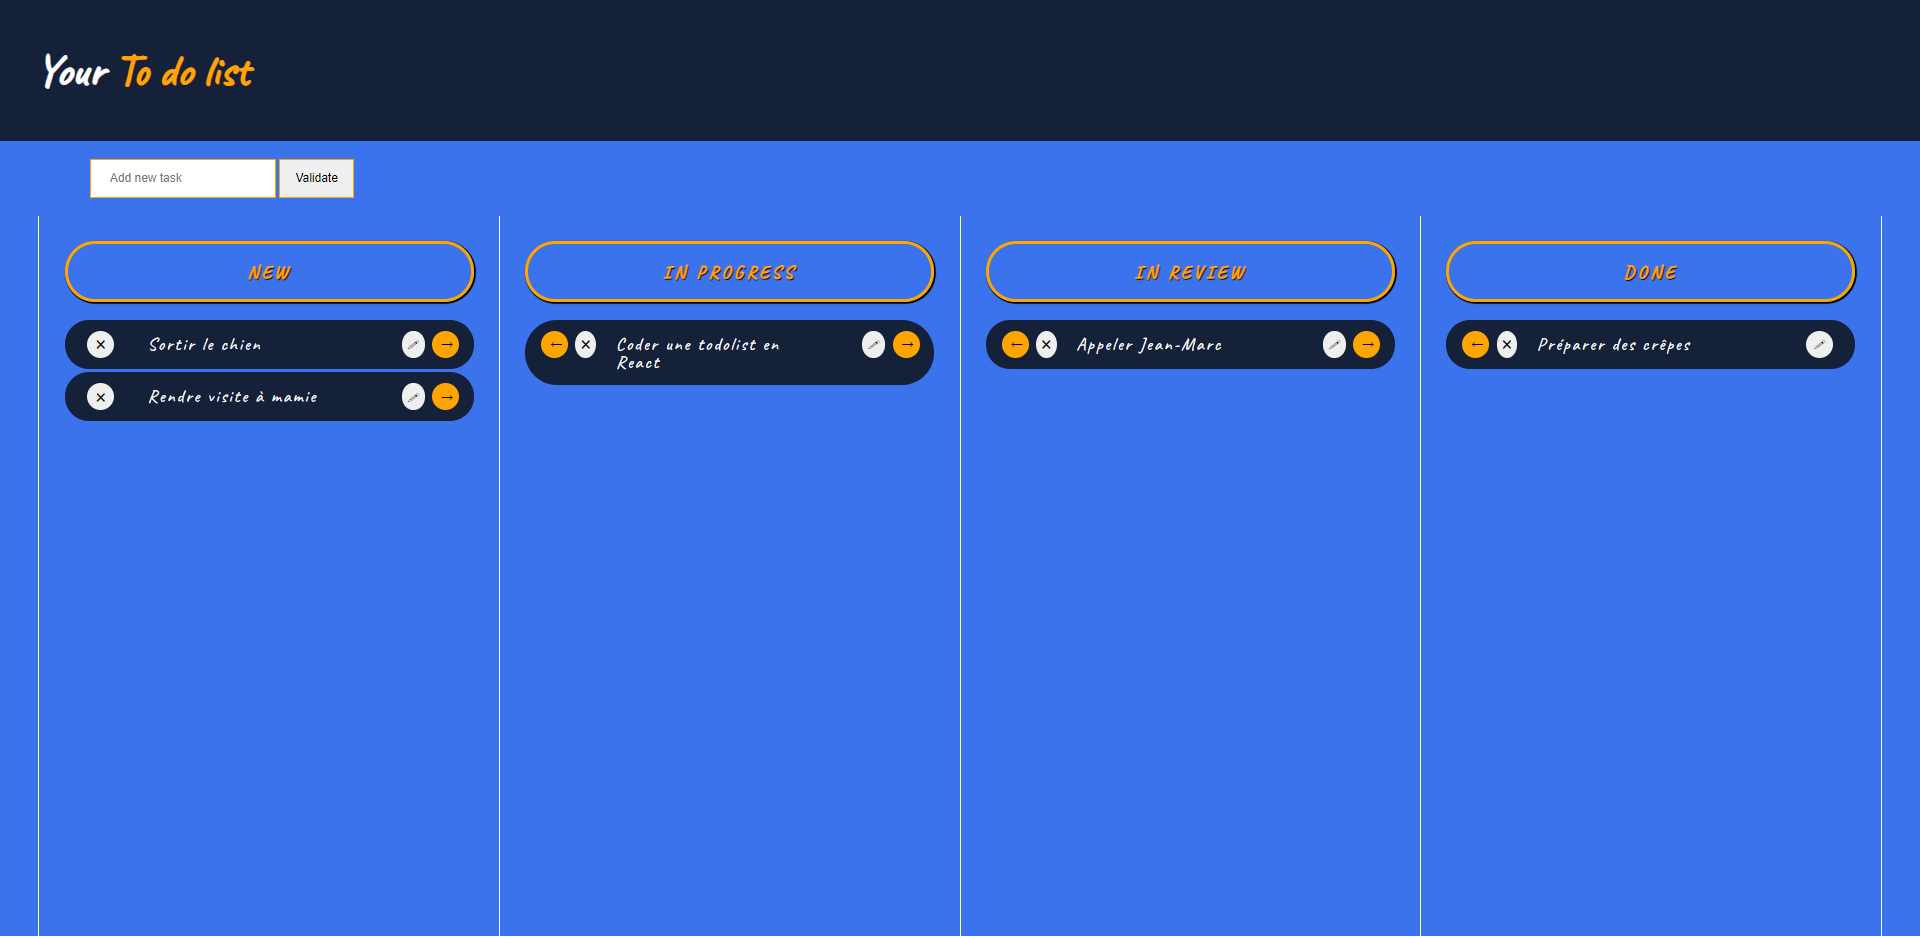 Your To do list
Add new task
Validate
NEW
IN PROGRESS
IN REVIEW
DONE
× Sortir le chien →
× Rendre visite à mamie →
← × Coder une todolist en
React →
← × Appeler Jean-Marc →
← × Préparer des crêpes